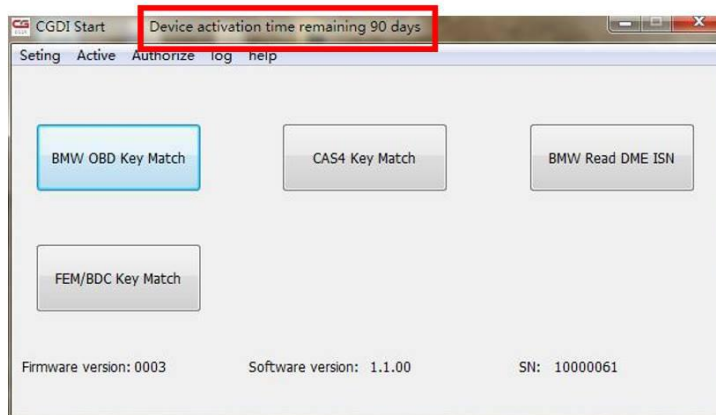 CG CGDI Start Device activation time remaining 90 days
Seting Active Authorize log help
BMW OBD Key Match CAS4 Key Match BMW Read DME ISN
FEM/BDC Key Match
Firmware version: 0003 Software version: 1.1.00 SN: 10000061